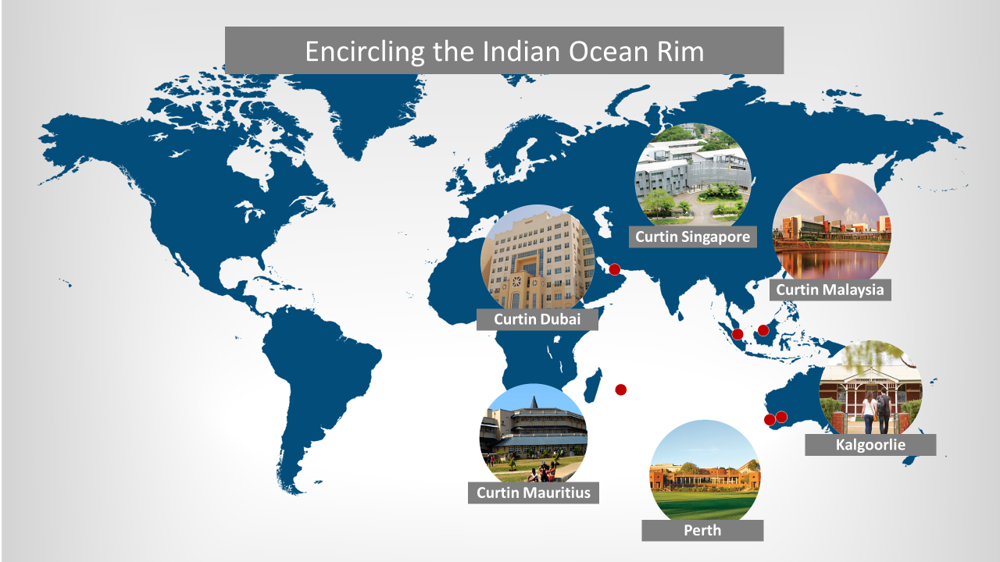 Encircling the Indian Ocean Rim
Curtin Singapore
Curtin Malaysia
Curtin Dubai
Kalgoorlie
Curtin Mauritius
Perth